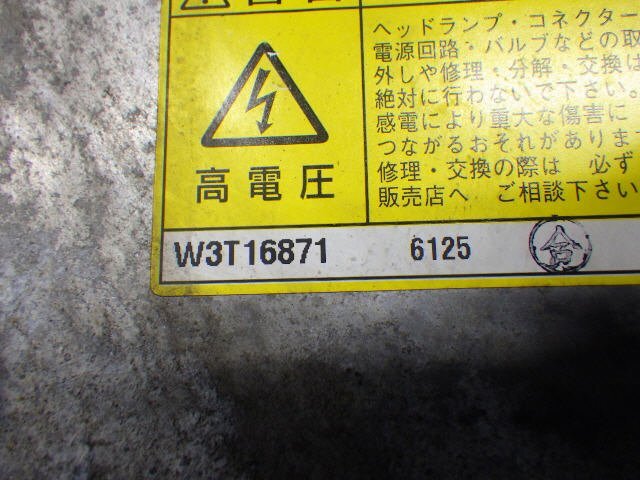 ヘッドランプ・コネクター
電源回路・バルブなどの取
外しや修理・分解・交換は
絶対に行わないで下さい。
感電により重大な傷害に
つながるおそれがありま
修理・交換の際は 必ず
販売店へ ご相談下さい
高電圧
W3T16871 6125 合